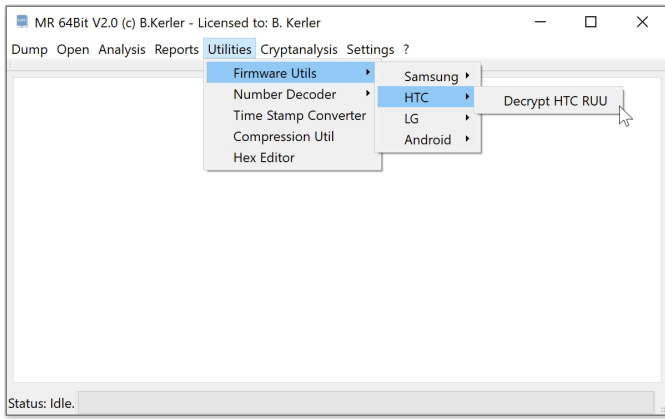 MR 64Bit V2.0 (c) B.Kerler - Licensed to: B. Kerler
Dump Open Analysis Reports Utilities Cryptanalysis Settings ?
Firmware Utils
Number Decoder
Time Stamp Converter
Compression Util
Hex Editor
Samsung
HTC
LG
Android
Decrypt HTC RUU
Status: Idle.